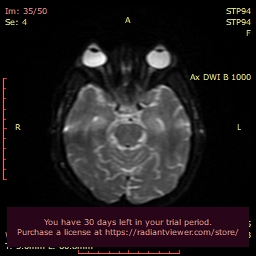 Im: 35/50
STP94
Se: 4
STP94
A
F
Ax DWI B 1000
R
L
You have 30 days left in your trial period.
Purchase a license at https://radiantviewer.com/store/